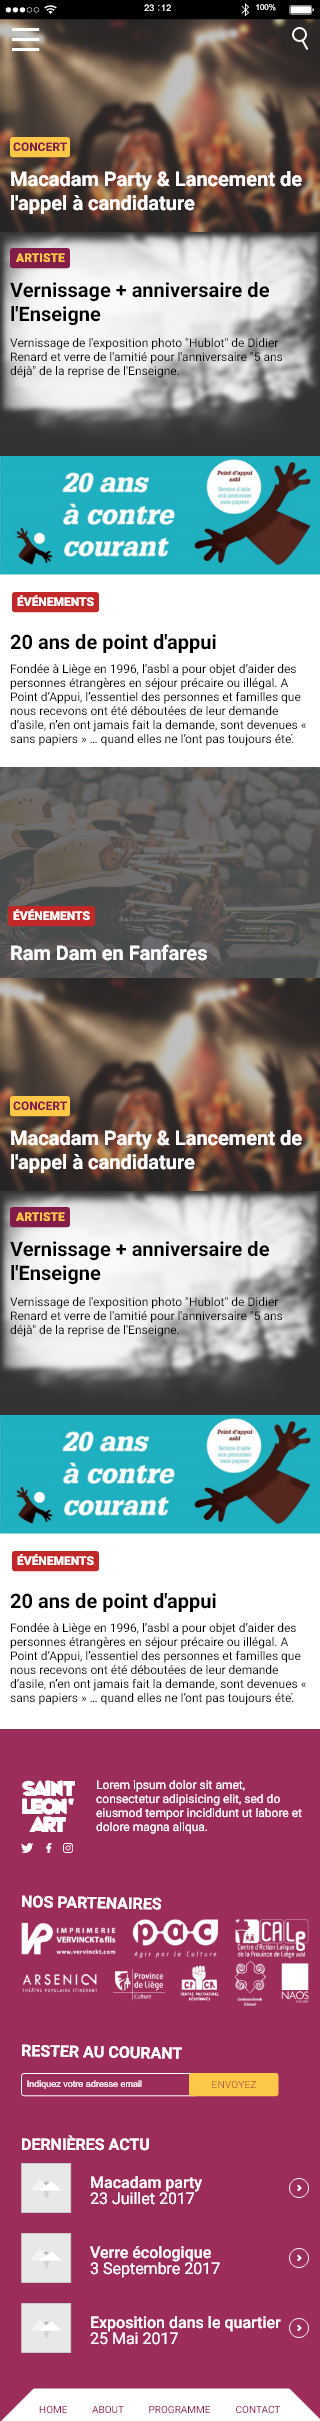 23 : 12
100%
CONCERT
Macadam Party & Lancement de
l'appel à candidature
ARTISTE
Vernissage + anniversaire de
l'Enseigne
Vernissage de l'exposition photo "Hublot" de Didier
Renard et verre de l'amitié pour l'anniversaire "5 ans
déjà" de la reprise de l'Enseigne.
20 ans
à contre
courant
Point d'appui
asbl
Service d'aide
aux personnes
sans papiers
ÉVÉNEMENTS
20 ans de point d'appui
Fondée à Liège en 1996, l'asbl a pour objet d'aider des
personnes étrangères en séjour précaire ou illégal. A
Point d'Appui, l'essentiel des personnes et familles que
nous recevons ont été déboutées de leur demande
d'asile, n'en ont jamais fait la demande, sont devenues «
sans papiers » ... quand elles ne l'ont pas toujours été.
ÉVÉNEMENTS
Ram Dam en Fanfares
CONCERT
Macadam Party & Lancement de
l'appel à candidature
ARTISTE
Vernissage + anniversaire de
l'Enseigne
Vernissage de l'exposition photo "Hublot" de Didier
Renard et verre de l'amitié pour l'anniversaire "5 ans
déjà" de la reprise de l'Enseigne.
20 ans
à contre
courant
Point d'appui
asbl
Service d'aide
aux personnes
sans papiers
ÉVÉNEMENTS
20 ans de point d'appui
Fondée à Liège en 1996, l'asbl a pour objet d'aider des
personnes étrangères en séjour précaire ou illégal. A
Point d'Appui, l'essentiel des personnes et familles que
nous recevons ont été déboutées de leur demande
d'asile, n'en ont jamais fait la demande, sont devenues «
sans papiers » ... quand elles ne l'ont pas toujours été.
SAINT
LEON'
ART
Lorem ipsum dolor sit amet,
consectetur adipisicing elit, sed do
eiusmod tempor incididunt ut labore et
dolore magna aliqua.
NOS PARTENAIRES
IMPRIMERIE
VERVINCKT&fils
www.vervinckt.com
pac
Agir par la Culture
CALg
Centre d'Action Laïque
de la Province de Liège asbl
ARSENIC
THÉÂTRE POPULAIRE ITINÉRANT
Province
de Liège
Culture
NAOS
RESTER AU COURANT
Indiquez votre adresse email
ENVOYEZ
DERNIÈRES ACTU
Macadam party
23 Juillet 2017
Verre écologique
3 Septembre 2017
Exposition dans le quartier
25 Mai 2017
HOME ABOUT PROGRAMME CONTACT